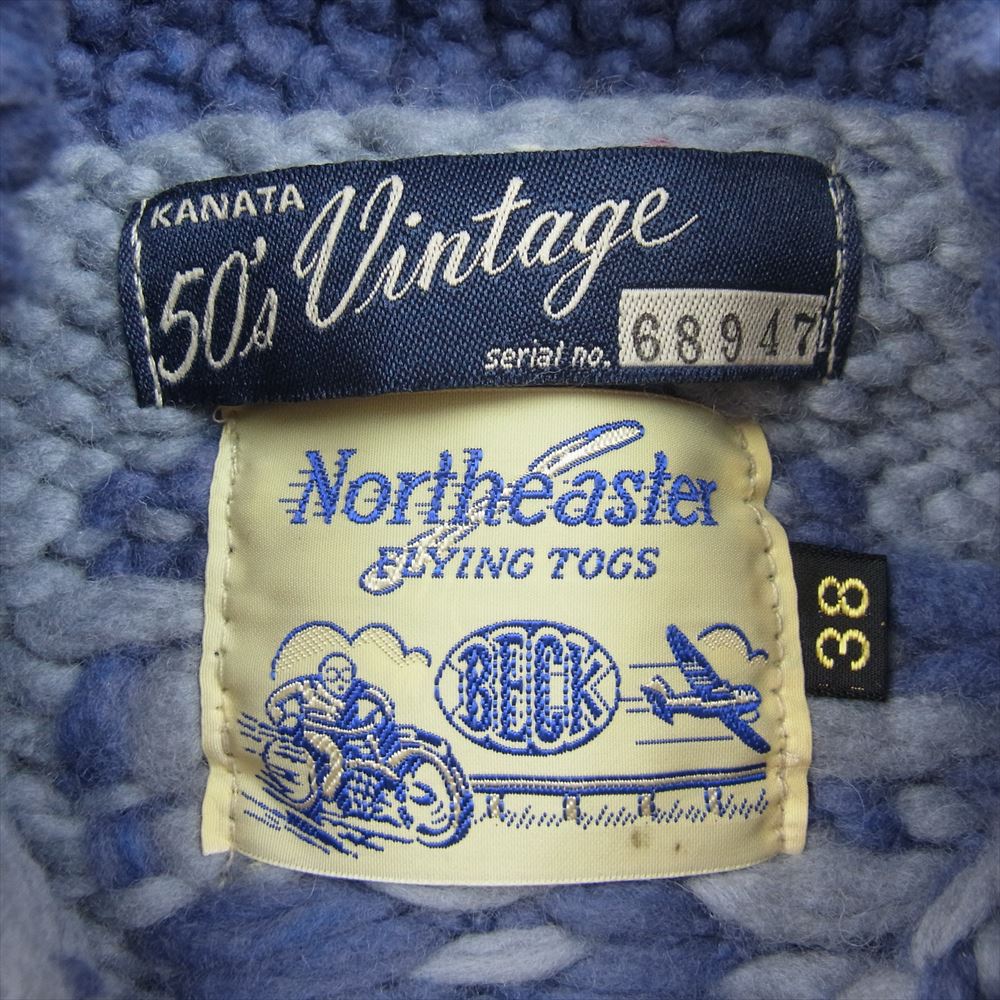 KANATA
50's Vintage
serial no. 68947
Northeaster
FLYING TOGS
BECK
38